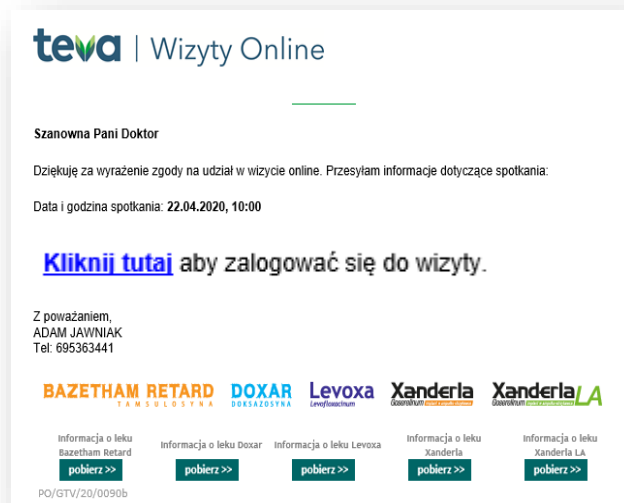 teva | Wizyty Online
Szanowna Pani Doktor
Dziękuję za wyrażenie zgody na udział w wizycie online. Przesyłam informacje dotyczące spotkania:
Data i godzina spotkania: 22.04.2020, 10:00
Kliknij tutaj aby zalogować się do wizyty.
Z poważaniem,
ADAM JAWNIAK
Tel: 695363441
BAZETHAM RETARD
TAMSULOSYNA
DOXAR
DOKSAZOSYNA
Levoxa
Levofloxacinum
Xanderla
Goserelinum
Xanderla LA
Goserelinum
Informacja o leku
Bazetham Retard
pobierz >>
Informacja o leku Doxar
pobierz >>
Informacja o leku Levoxa
pobierz >>
Informacja o leku
Xanderla
pobierz >>
Informacja o leku
Xanderla LA
pobierz >>
PO/GTV/20/0090b